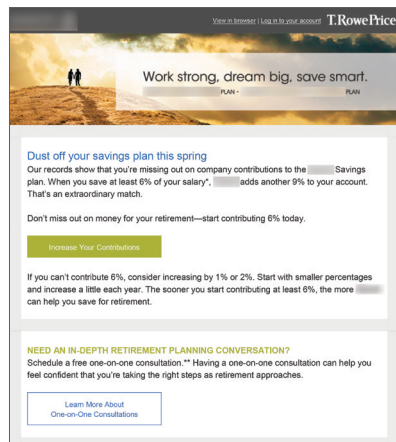 View in browser | Log in to your account T.RowePrice
Work strong, dream big, save smart.
PLAN - PLAN
Dust off your savings plan this spring
Our records show that you're missing out on company contributions to the Savings
plan. When you save at least 6% of your salary*, adds another 9% to your account.
That's an extraordinary match.
Don't miss out on money for your retirement—start contributing 6% today.
Increase Your Contributions
If you can't contribute 6%, consider increasing by 1% or 2%. Start with smaller percentages
and increase a little each year. The sooner you start contributing at least 6%, the more
can help you save for retirement.
NEED AN IN-DEPTH RETIREMENT PLANNING CONVERSATION?
Schedule a free one-on-one consultation.** Having a one-on-one consultation can help you
feel confident that you're taking the right steps as retirement approaches.
Learn More About
One-on-One Consultations